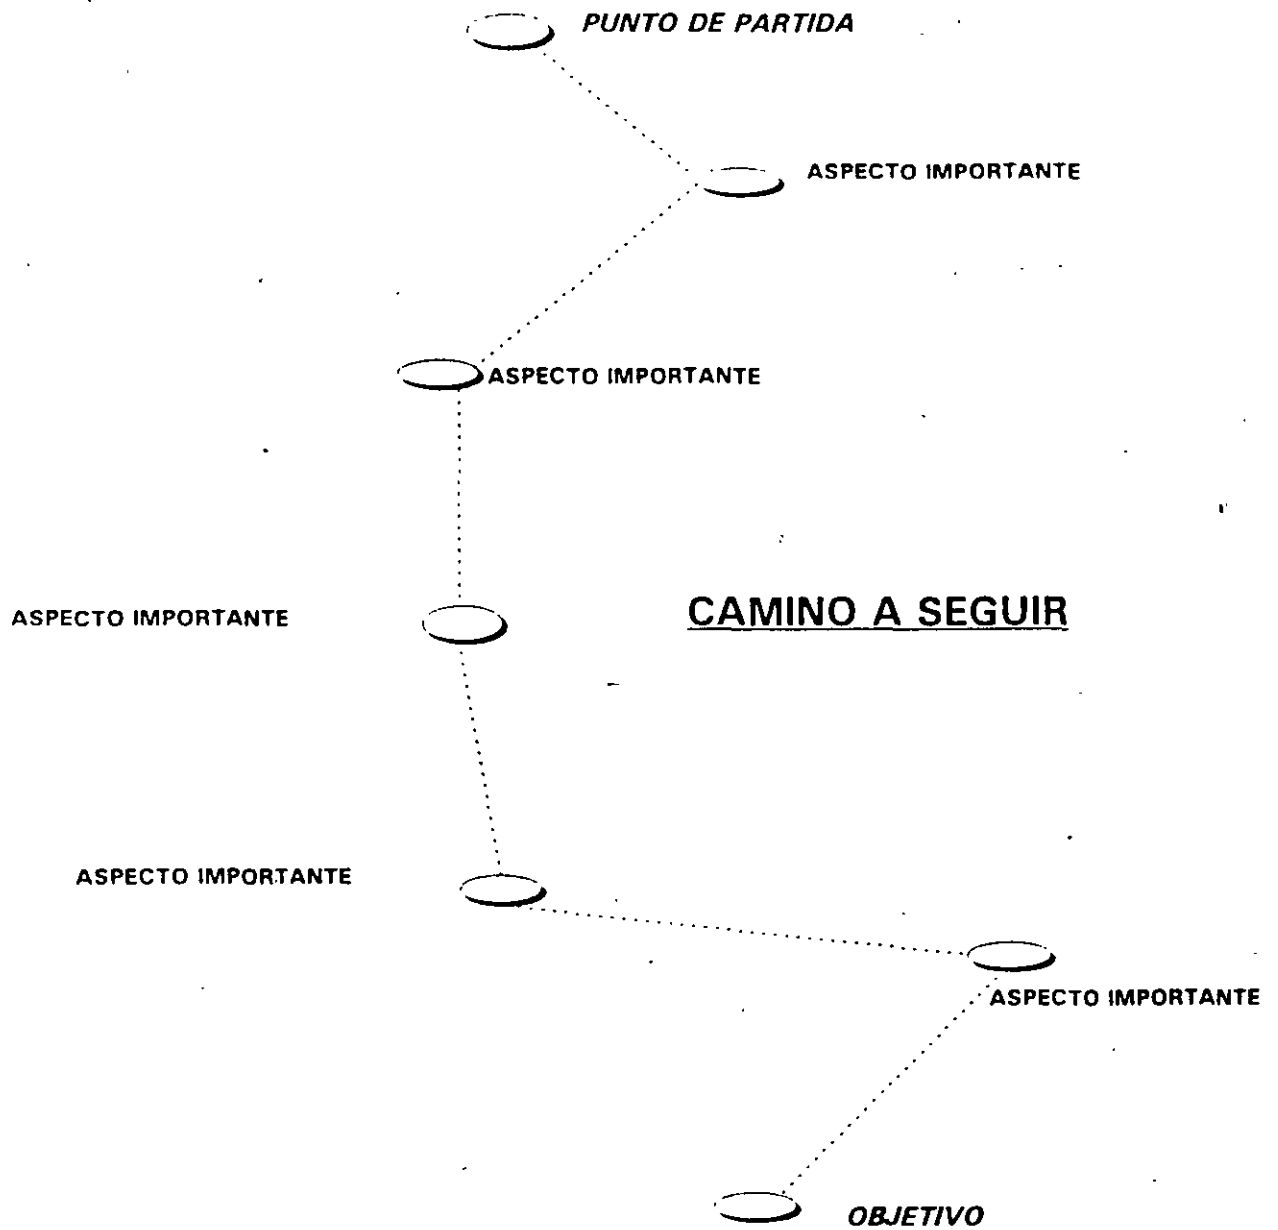 PUNTO DE PARTIDA
ASPECTO IMPORTANTE
ASPECTO IMPORTANTE
ASPECTO IMPORTANTE
CAMINO A SEGUIR
ASPECTO IMPORTANTE
ASPECTO IMPORTANTE
OBJETIVO